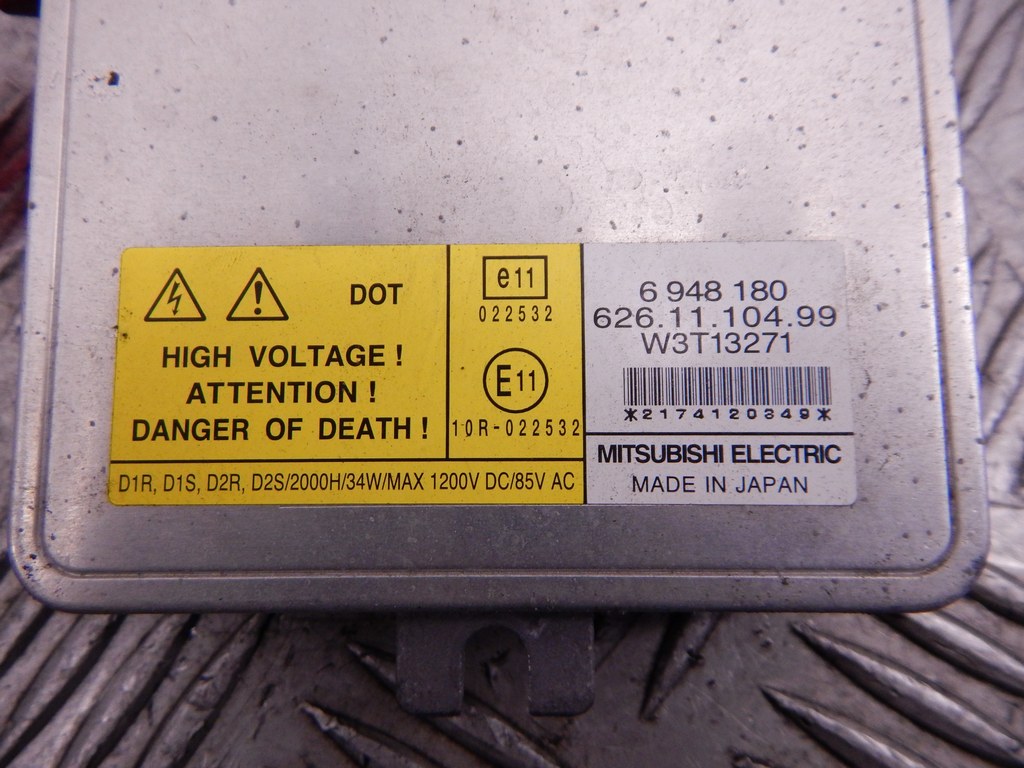 DOT
HIGH VOLTAGE !
ATTENTION !
DANGER OF DEATH !
e11
022532
E11
10R-022532
D1R, D1S, D2R, D2S/2000H/34W/MAX 1200V DC/85V AC
6 948 180
626.11.104.99
W3T13271
*2174120349*
MITSUBISHI ELECTRIC
MADE IN JAPAN